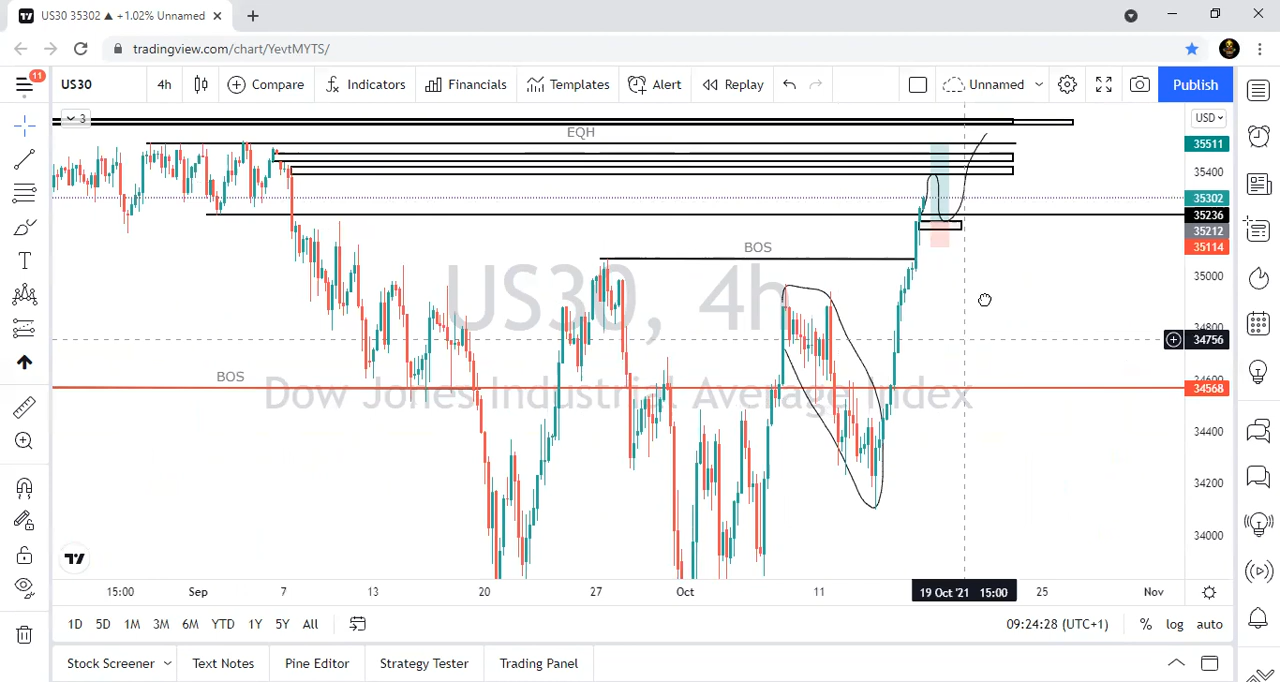 US30 35302 ▲ +1.02% Unnamed
tradingview.com/chart/YevtMYTS/
11
US30 4h Compare Indicators Financials Templates Alert Replay Unnamed Publish
3
USD
EQH
35511
35400
35302
35236
35212
35114
BOS
35000
US30, 4h
34800
34756
BOS
34568
Dow Jones Industrial Average Index
34400
34200
34000
15:00 Sep 7 13 20 27 Oct 11 19 Oct '21 15:00 25 Nov
1D 5D 1M 3M 6M YTD 1Y 5Y All 09:24:28 (UTC+1) % log auto
Stock Screener Text Notes Pine Editor Strategy Tester Trading Panel